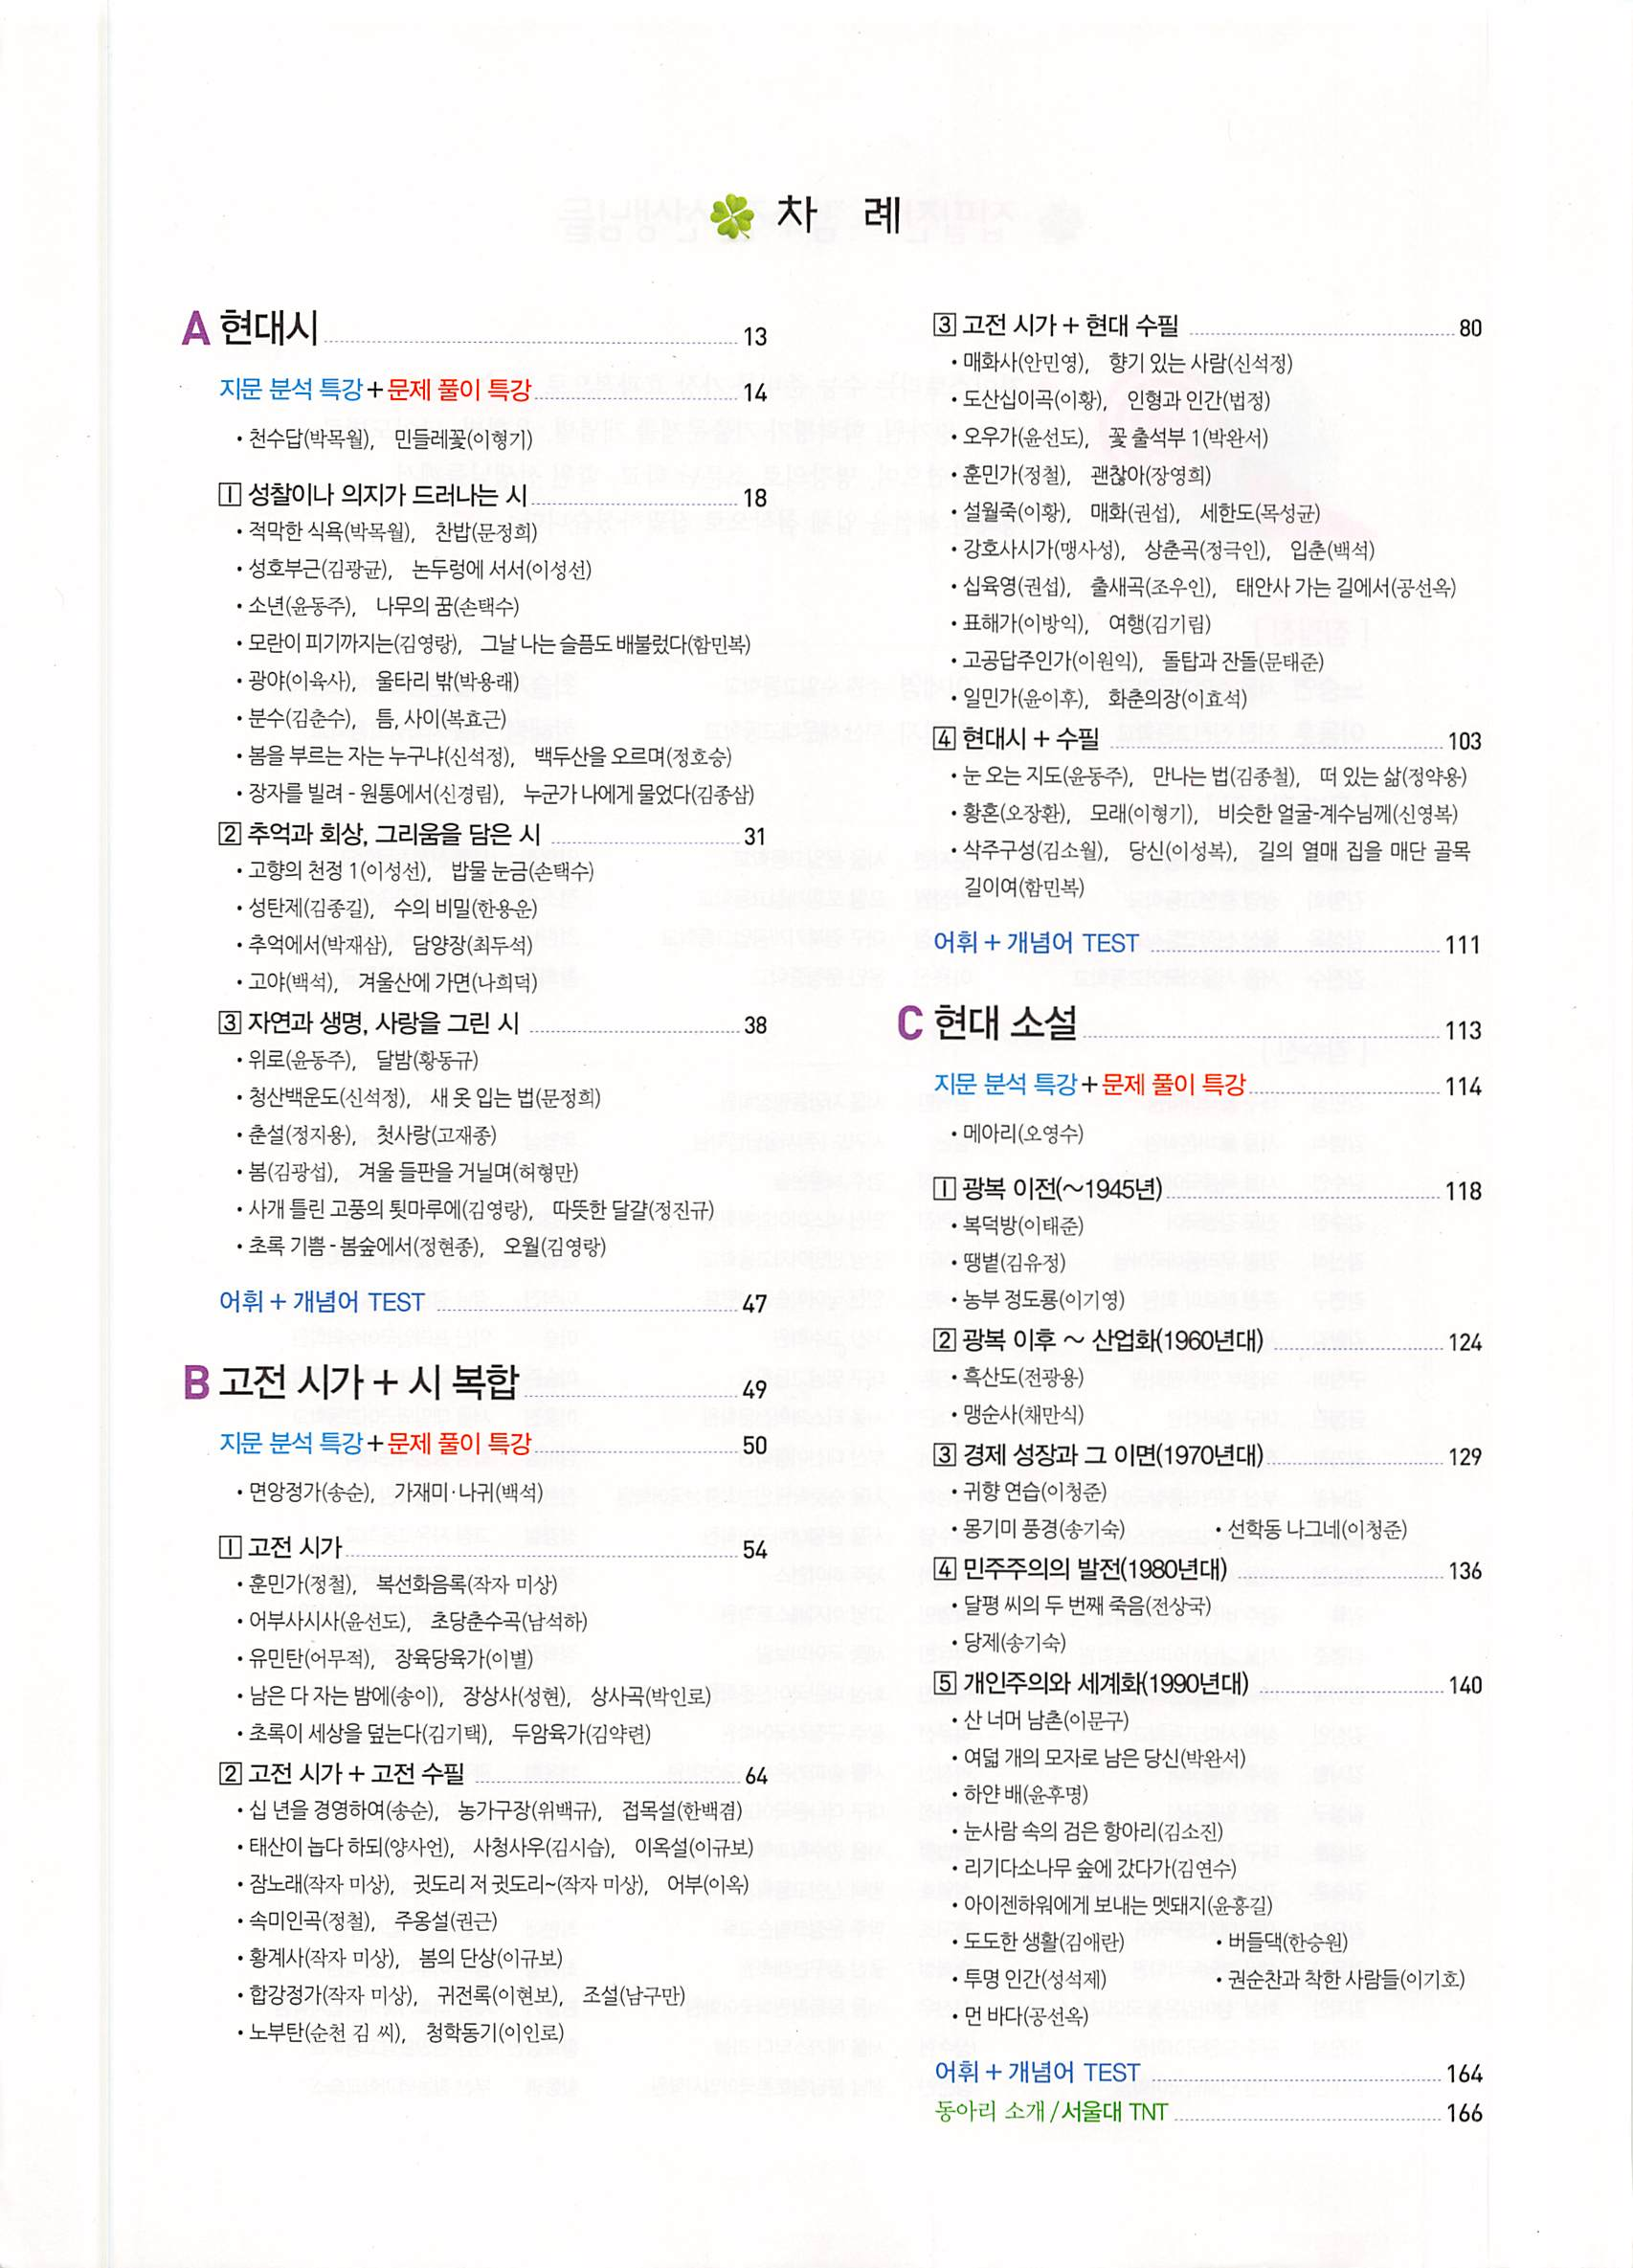 차 례
A 현대시 13
지문 분석 특강+문제 풀이 특강 14
• 천수답(박목월), 민들레꽃(이형기)
1 성찰이나 의지가 드러나는 시 18
• 적막한 식욕(박목월), 찬밥(문정희)
• 성호부근(김광균), 논두렁에 서서(이성선)
• 소년(윤동주), 나무의 꿈(손택수)
• 모란이 피기까지는(김영랑), 그날 나는 슬픔도 배불렀다(함민복)
• 광야(이육사), 울타리 밖(박용래)
• 분수(김춘수), 틈, 사이(복효근)
• 봄을 부르는 자는 누구냐(신석정), 백두산을 오르며(정호승)
• 장자를 빌려 - 원통에서(신경림), 누군가 나에게 물었다(김종삼)
2 추억과 회상, 그리움을 담은 시 31
• 고향의 천정 1(이성선), 밥물 눈금(손택수)
• 성탄제(김종길), 수의 비밀(한용운)
• 추억에서(박재삼), 담양장(최두석)
• 고야(백석), 겨울산에 가면(나희덕)
3 자연과 생명, 사랑을 그린 시 38
• 위로(윤동주), 달밤(황동규)
• 청산백운도(신석정), 새 옷 입는 법(문정희)
• 춘설(정지용), 첫사랑(고재종)
• 봄(김광섭), 겨울 들판을 거닐며(허형만)
• 사개 틀린 고풍의 툇마루에(김영랑), 따뜻한 달걀(정진규)
• 초록 기쁨 - 봄숲에서(정현종), 오월(김영랑)
어휘 + 개념어 TEST 47
B 고전 시가 + 시 복합 49
지문 분석 특강+문제 풀이 특강 50
• 면앙정가(송순), 가재미·나귀(백석)
1 고전 시가 54
• 훈민가(정철), 복선화음록(작자 미상)
• 어부사시사(윤선도), 초당춘수곡(남석하)
• 유민탄(어무적), 장육당육가(이별)
• 남은 다 자는 밤에(송이), 장상사(성현), 상사곡(박인로)
• 초록이 세상을 덮는다(김기택), 두암육가(김약련)
2 고전 시가 + 고전 수필 64
• 십 년을 경영하여(송순), 농가구장(위백규), 접목설(한백겸)
• 태산이 높다 하되(양사언), 사청사우(김시습), 이옥설(이규보)
• 잠노래(작자 미상), 귓도리 저 귓도리~(작자 미상), 어부(이옥)
• 속미인곡(정철), 주옹설(권근)
• 황계사(작자 미상), 봄의 단상(이규보)
• 합강정가(작자 미상), 귀전록(이현보), 조설(남구만)
• 노부탄(순천 김 씨), 청학동기(이인로)
3 고전 시가 + 현대 수필 80
• 매화사(안민영), 향기 있는 사람(신석정)
• 도산십이곡(이황), 인형과 인간(법정)
• 오우가(윤선도), 꽃 출석부 1(박완서)
• 훈민가(정철), 괜찮아(장영희)
• 설월죽(이황), 매화(권섭), 세한도(목성균)
• 강호사시가(맹사성), 상춘곡(정극인), 입춘(백석)
• 십육영(권섭), 출새곡(조우인), 태안사 가는 길에서(공선옥)
• 표해가(이방익), 여행(김기림)
• 고공답주인가(이원익), 돌탑과 잔돌(문태준)
• 일민가(윤이후), 화춘의장(이효석)
4 현대시 + 수필 103
• 눈 오는 지도(윤동주), 만나는 법(김종철), 떠 있는 삶(정약용)
• 황혼(오장환), 모래(이형기), 비슷한 얼굴-계수님께(신영복)
• 삭주구성(김소월), 당신(이성복), 길의 열매 집을 매단 골목
길이여(함민복)
어휘 + 개념어 TEST 111
C 현대 소설 113
지문 분석 특강+문제 풀이 특강 114
• 메아리(오영수)
1 광복 이전(~1945년) 118
• 복덕방(이태준)
• 땡볕(김유정)
• 농부 정도룡(이기영)
2 광복 이후 ~ 산업화(1960년대) 124
• 흑산도(전광용)
• 맹순사(채만식)
3 경제 성장과 그 이면(1970년대) 129
• 귀향 연습(이청준)
• 몽기미 풍경(송기숙) • 선학동 나그네(이청준)
4 민주주의의 발전(1980년대) 136
• 달평 씨의 두 번째 죽음(전상국)
• 당제(송기숙)
5 개인주의와 세계화(1990년대) 140
• 산 너머 남촌(이문구)
• 여덟 개의 모자로 남은 당신(박완서)
• 하얀 배(윤후명)
• 눈사람 속의 검은 항아리(김소진)
• 리기다소나무 숲에 갔다가(김연수)
• 아이젠하워에게 보내는 멧돼지(윤흥길)
• 도도한 생활(김애란) • 버들댁(한승원)
• 투명 인간(성석제) • 권순찬과 착한 사람들(이기호)
• 먼 바다(공선옥)
어휘 + 개념어 TEST 164
동아리 소개 / 서울대 TNT 166